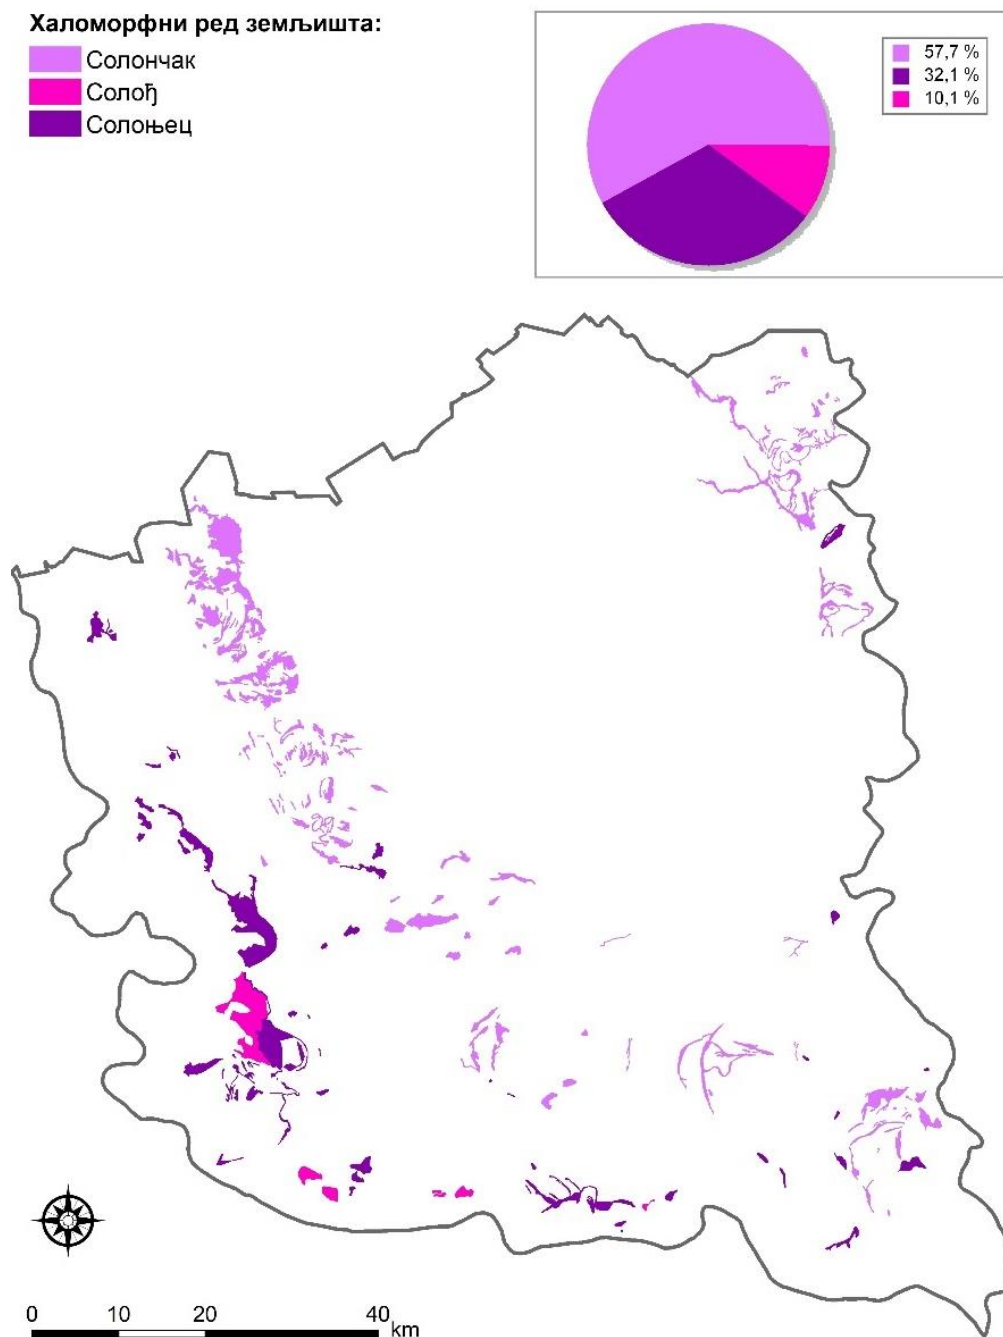 Халоморфни ред земљишта:
Солончак
Солођ
Солоњец
57,7 %
32,1 %
10,1 %
0 10 20 40
km